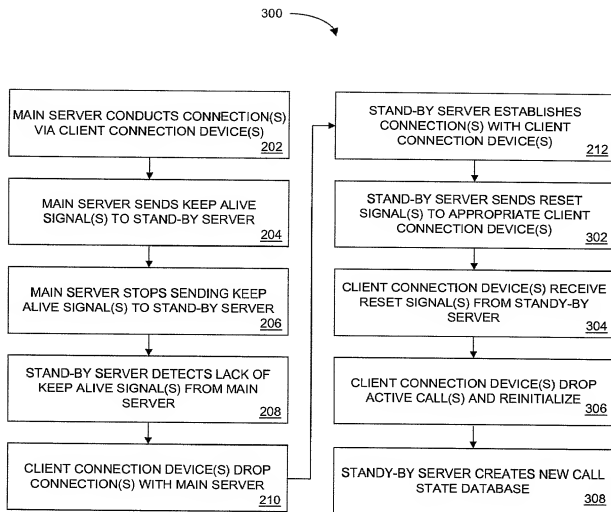 300
MAIN SERVER CONDUCTS CONNECTION(S)
VIA CLIENT CONNECTION DEVICE(S)
202
MAIN SERVER SENDS KEEP ALIVE
SIGNAL(S) TO STAND-BY SERVER
204
MAIN SERVER STOPS SENDING KEEP
ALIVE SIGNAL(S) TO STAND-BY SERVER
206
STAND-BY SERVER DETECTS LACK OF
KEEP ALIVE SIGNAL(S) FROM MAIN
SERVER
208
CLIENT CONNECTION DEVICE(S) DROP
CONNECTION(S) WITH MAIN SERVER
210
STAND-BY SERVER ESTABLISHES
CONNECTION(S) WITH CLIENT
CONNECTION DEVICE(S)
212
STAND-BY SERVER SENDS RESET
SIGNAL(S) TO APPROPRIATE CLIENT
CONNECTION DEVICE(S)
302
CLIENT CONNECTION DEVICE(S) RECEIVE
RESET SIGNAL(S) FROM STANDY-BY
SERVER
304
CLIENT CONNECTION DEVICE(S) DROP
ACTIVE CALL(S) AND REINITIALIZE
306
STANDY-BY SERVER CREATES NEW CALL
STATE DATABASE
308